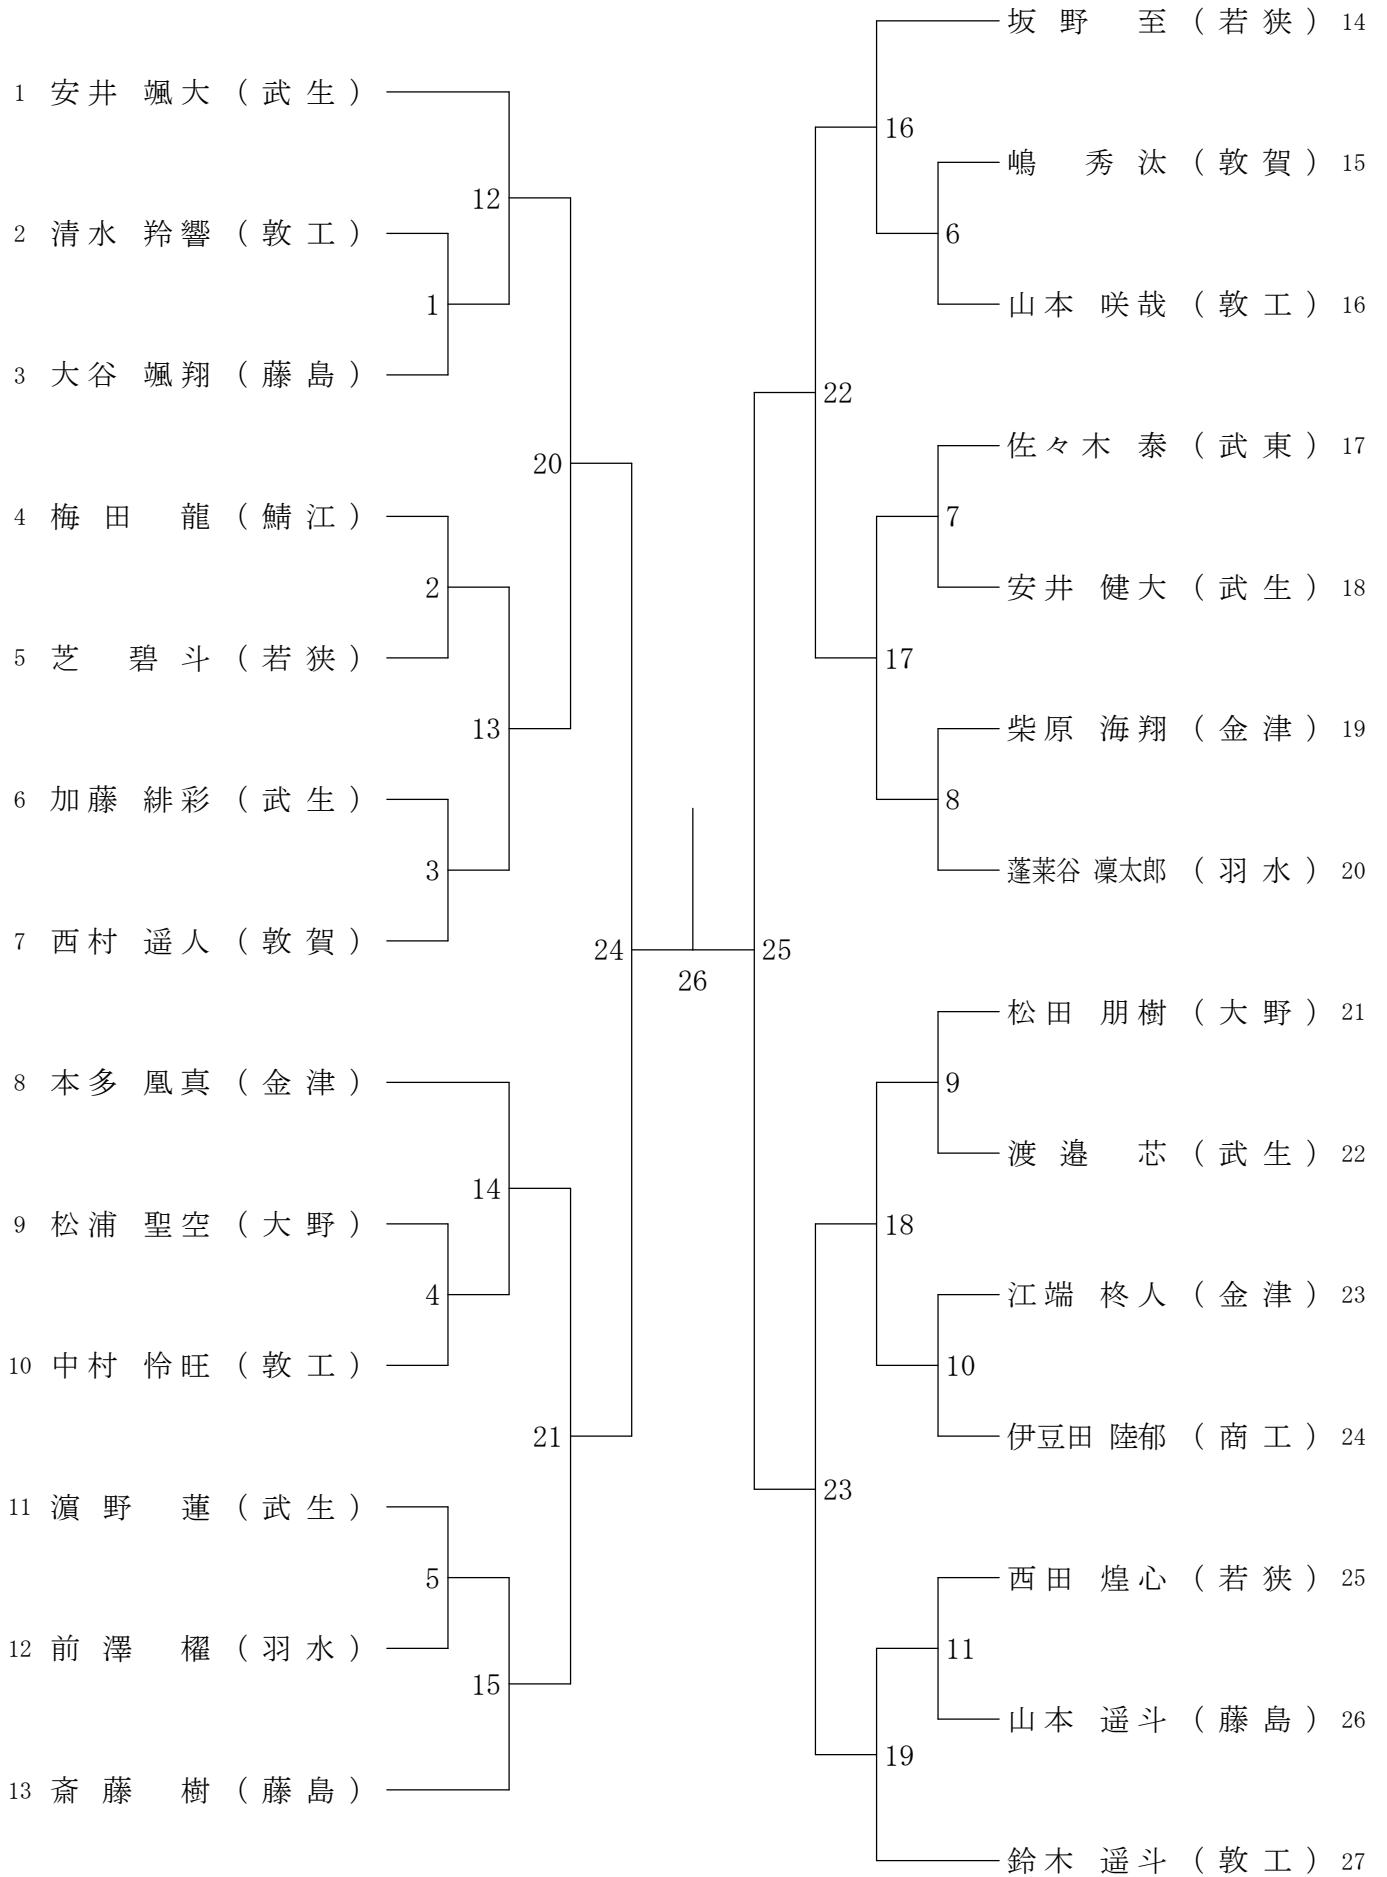 1 安井 颯大 （ 武生 ）
2 清水 羚響 （ 敦工 ）
3 大谷 颯翔 （ 藤島 ）
4 梅田 龍 （ 鯖江 ）
5 芝 碧斗 （ 若狭 ）
6 加藤 緋彩 （ 武生 ）
7 西村 遥人 （ 敦賀 ）
8 本多 凰真 （ 金津 ）
9 松浦 聖空 （ 大野 ）
10 中村 怜旺 （ 敦工 ）
11 濵野 蓮 （ 武生 ）
12 前澤 櫂 （ 羽水 ）
13 斎藤 樹 （ 藤島 ）
1
2
3
4
5
12
13
14
15
20
21
24
26
25
22
23
16
17
18
19
6
7
8
9
10
11
坂野 至 （ 若狭 ） 14
嶋 秀汰 （ 敦賀 ） 15
山本 咲哉 （ 敦工 ） 16
佐々木 泰 （ 武東 ） 17
安井 健大 （ 武生 ） 18
柴原 海翔 （ 金津 ） 19
蓬莱谷 凜太郎 （ 羽水 ） 20
松田 朋樹 （ 大野 ） 21
渡邉 芯 （ 武生 ） 22
江端 柊人 （ 金津 ） 23
伊豆田 陸郁 （ 商工 ） 24
西田 煌心 （ 若狭 ） 25
山本 遥斗 （ 藤島 ） 26
鈴木 遥斗 （ 敦工 ） 27